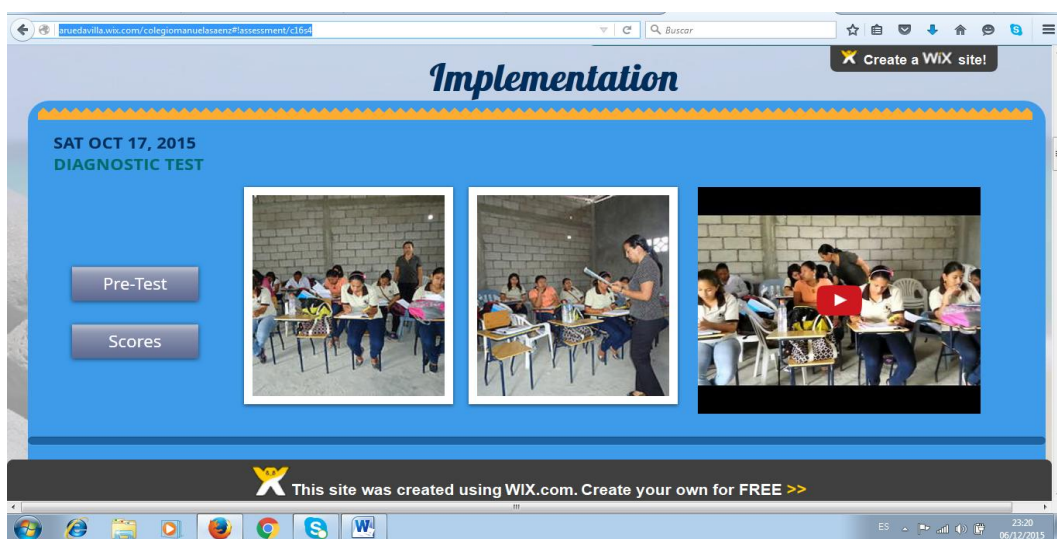 aruedavilla.wix.com/colegiomanuelasaenz#!assessment/c16s4
Buscar
Create a WiX site!
Implementation
SAT OCT 17, 2015
DIAGNOSTIC TEST
Pre-Test
Scores
This site was created using WIX.com. Create your own for FREE >>
ES
23:20
06/12/2015